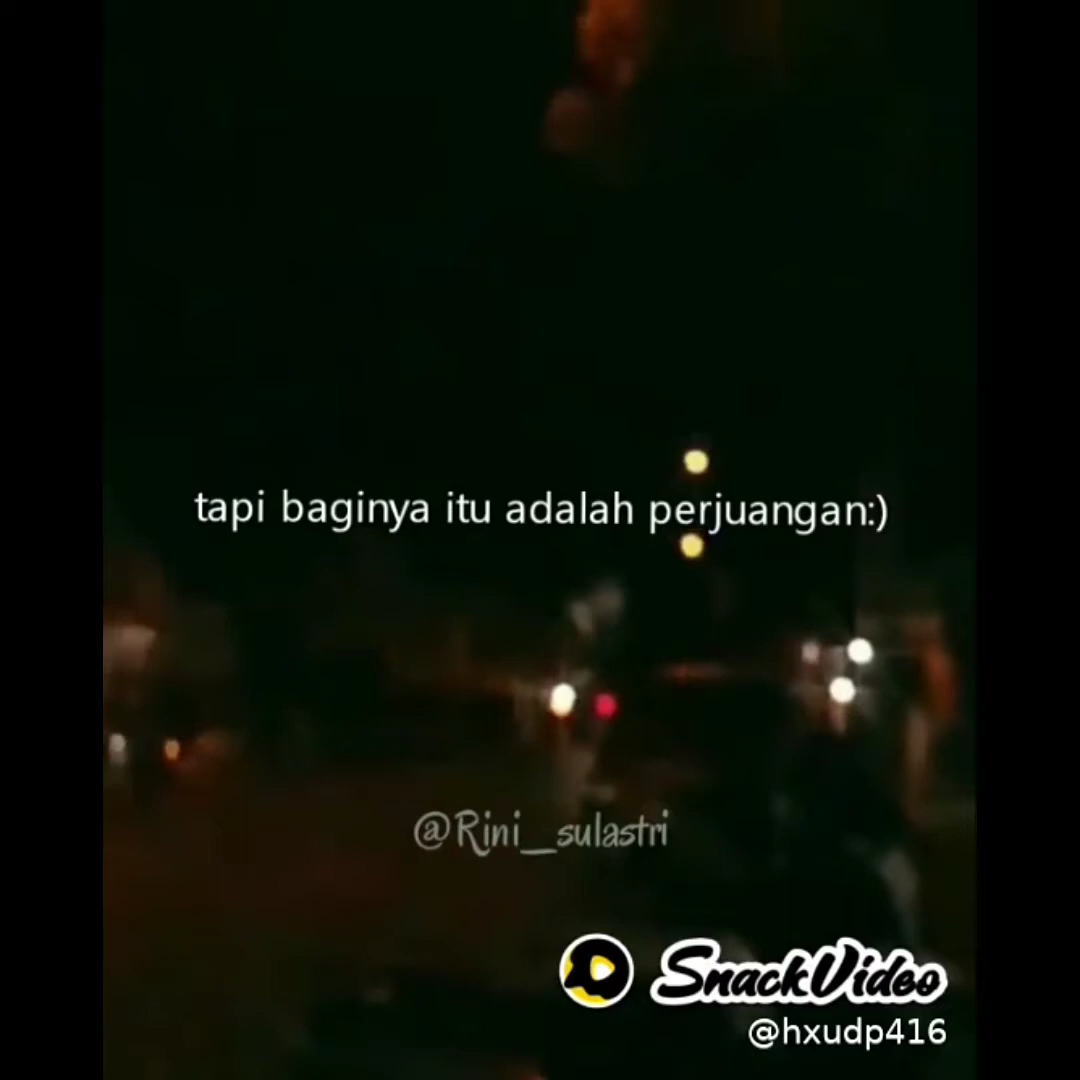 tapi baginya itu adalah perjuangan:)
@Rini_sulastri
SnackVideo
@hxudp416